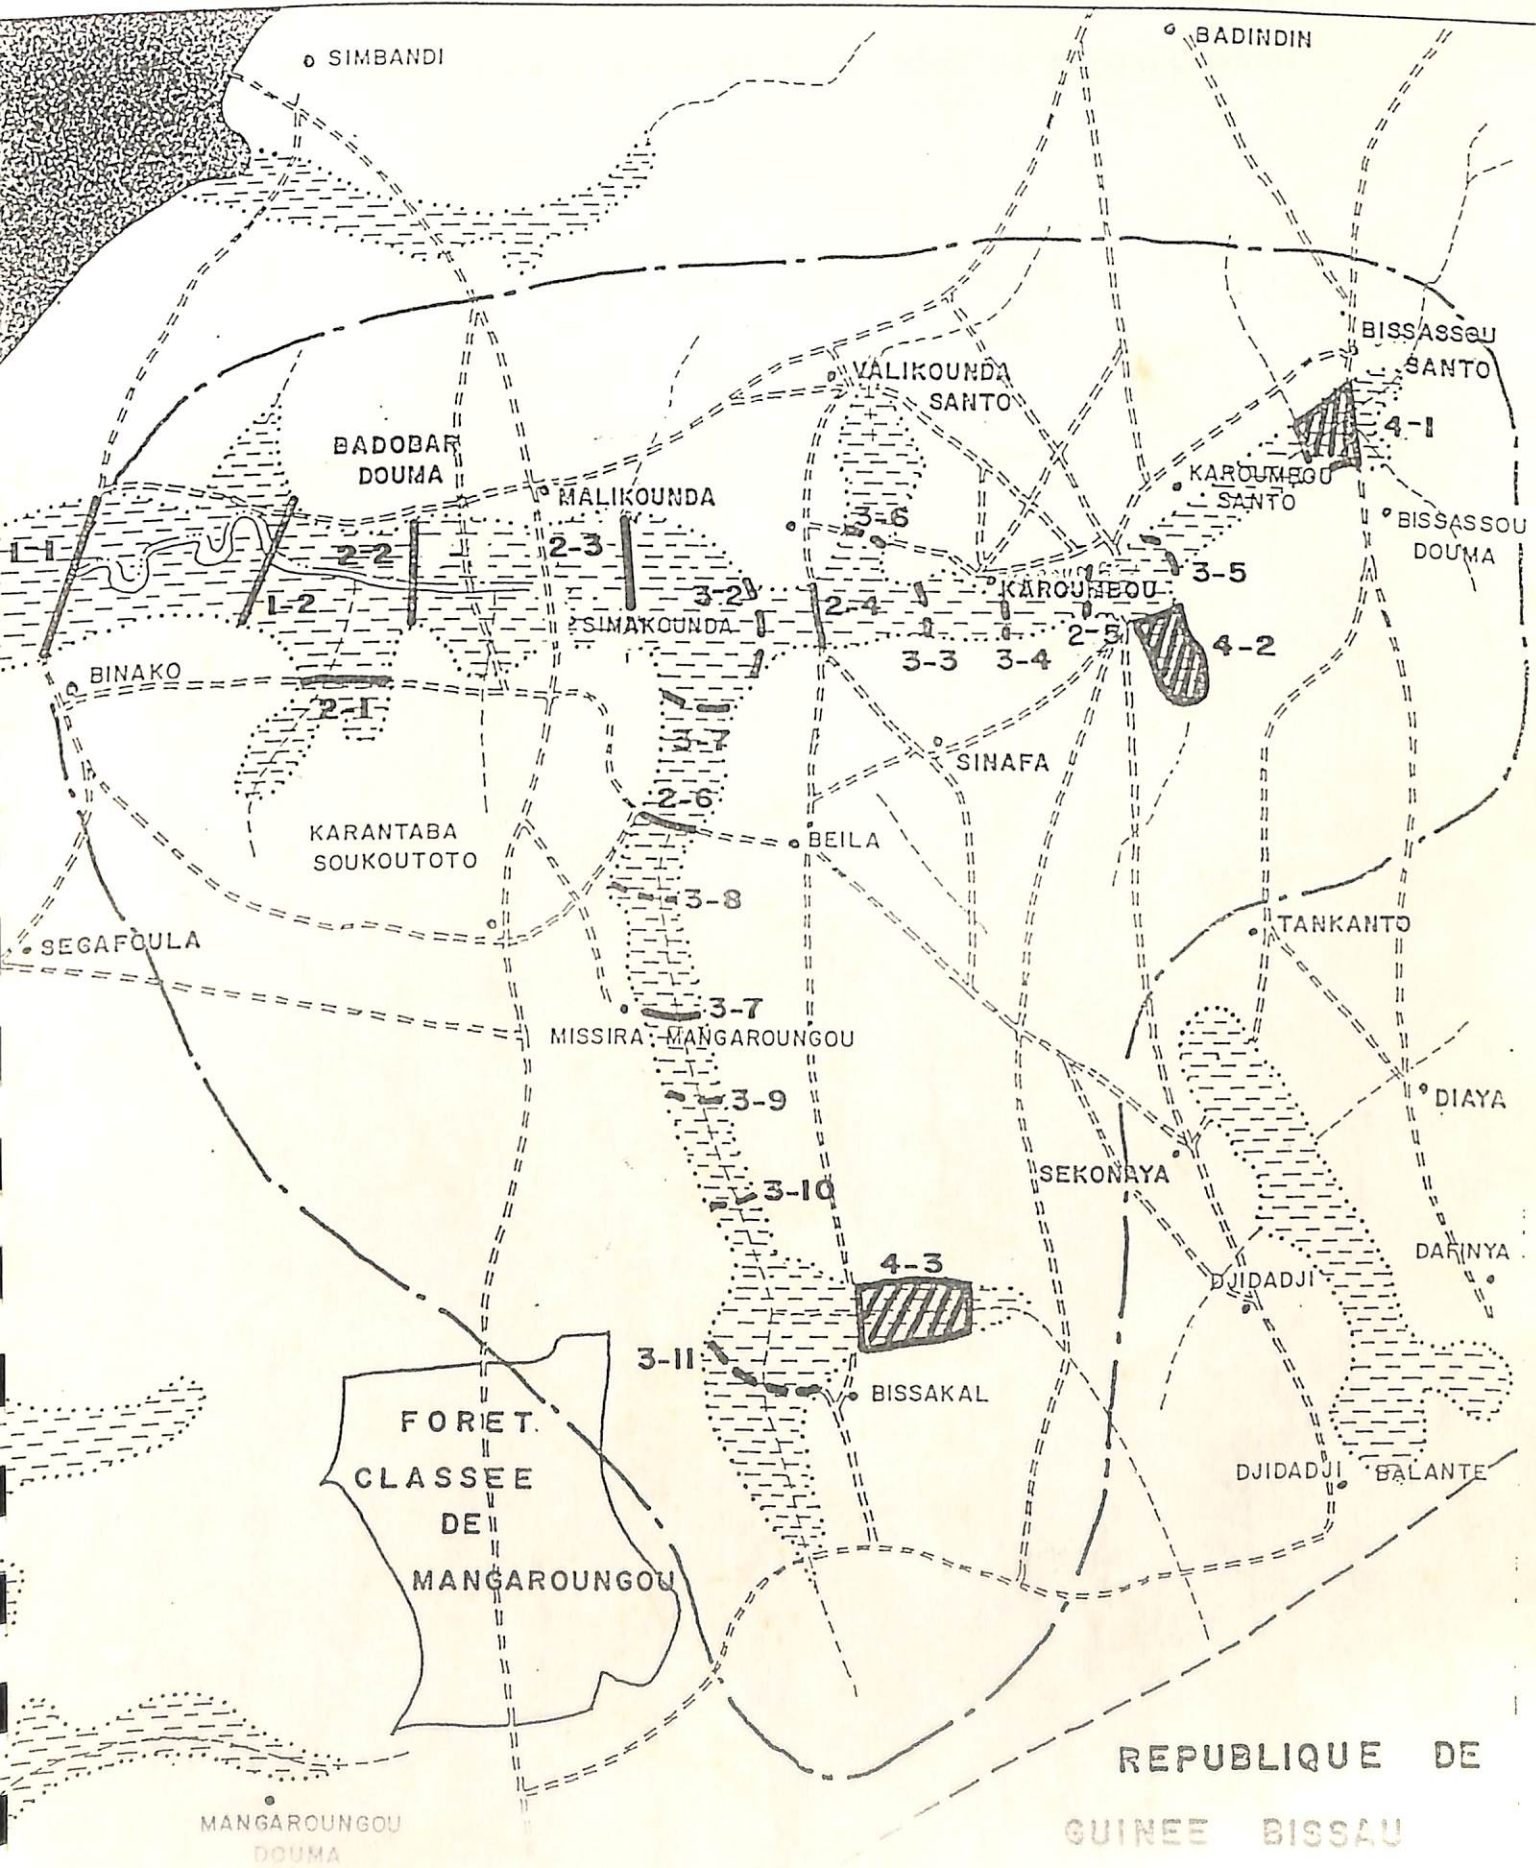 SIMBANDI
BADINDIN
BISSASSOU
SANTO
VALIKOUNDA
SANTO
4-1
BADOBAR
DOUMA
KAROUMBOU
SANTO
MALIKOUNDA
3-6
BISSASSOU
DOUMA
1-1
2-2
2-3
3-5
1-2
3-2
2-4
KAROUMBOU
SIMAKOUNDA
3-3
3-4
2-5
4-2
BINAKO
2-1
3-7
SINAFA
2-6
KARANTABA
SOUKOUTOTO
BEILA
3-8
SEGAFOULA
TANKANTO
3-7
MISSIRA MANGAROUNGOU
3-9
DIAYA
SEKONAYA
3-10
DAFINYA
4-3
DJIDADJI
3-11
BISSAKAL
FORET
CLASSEE
DE
MANGAROUNGOU
DJIDADJI BALANTE
REPUBLIQUE DE
GUINEE BISSAU
MANGAROUNGOU
DOUMA